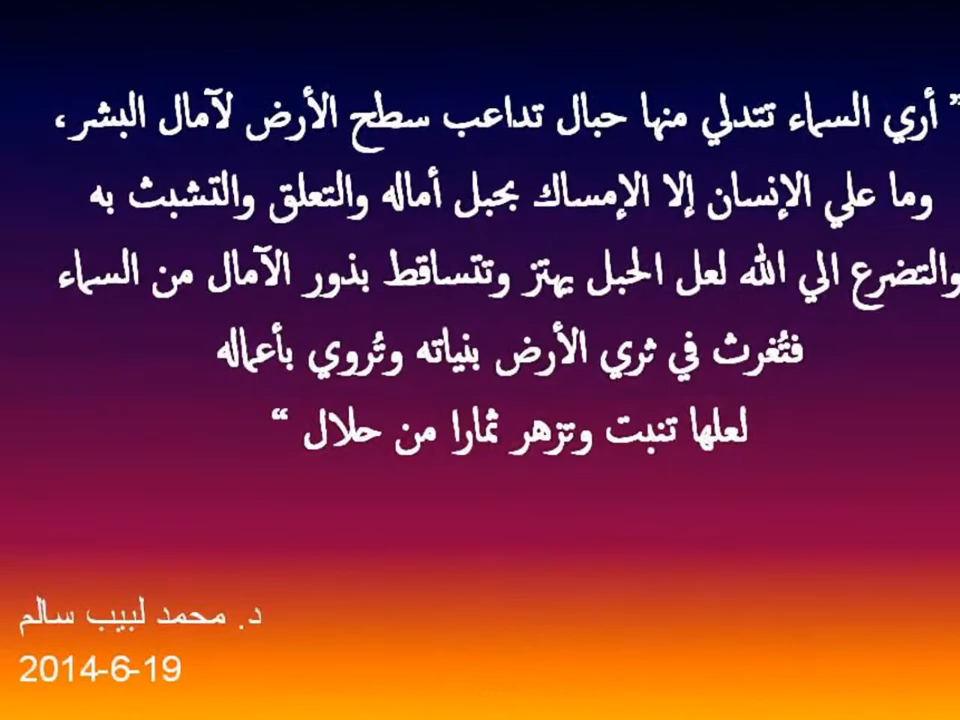 ” أري السماء تتدلي منها حبال تداعب سطح الأرض لآمال البشر،
وما علي الإنسان إلا الإمساك بحبل أماله والتعلق والتشبث به
والتضرع الي الله لعل الحبل يهتز وتتساقط بذور الآمال من السماء
فتُغرث في ثري الأرض بنياته وتُروي بأعماله
لعلها تنبت وتزهر ثمارا من حلال “
د. محمد لبيب سالم
2014-6-19